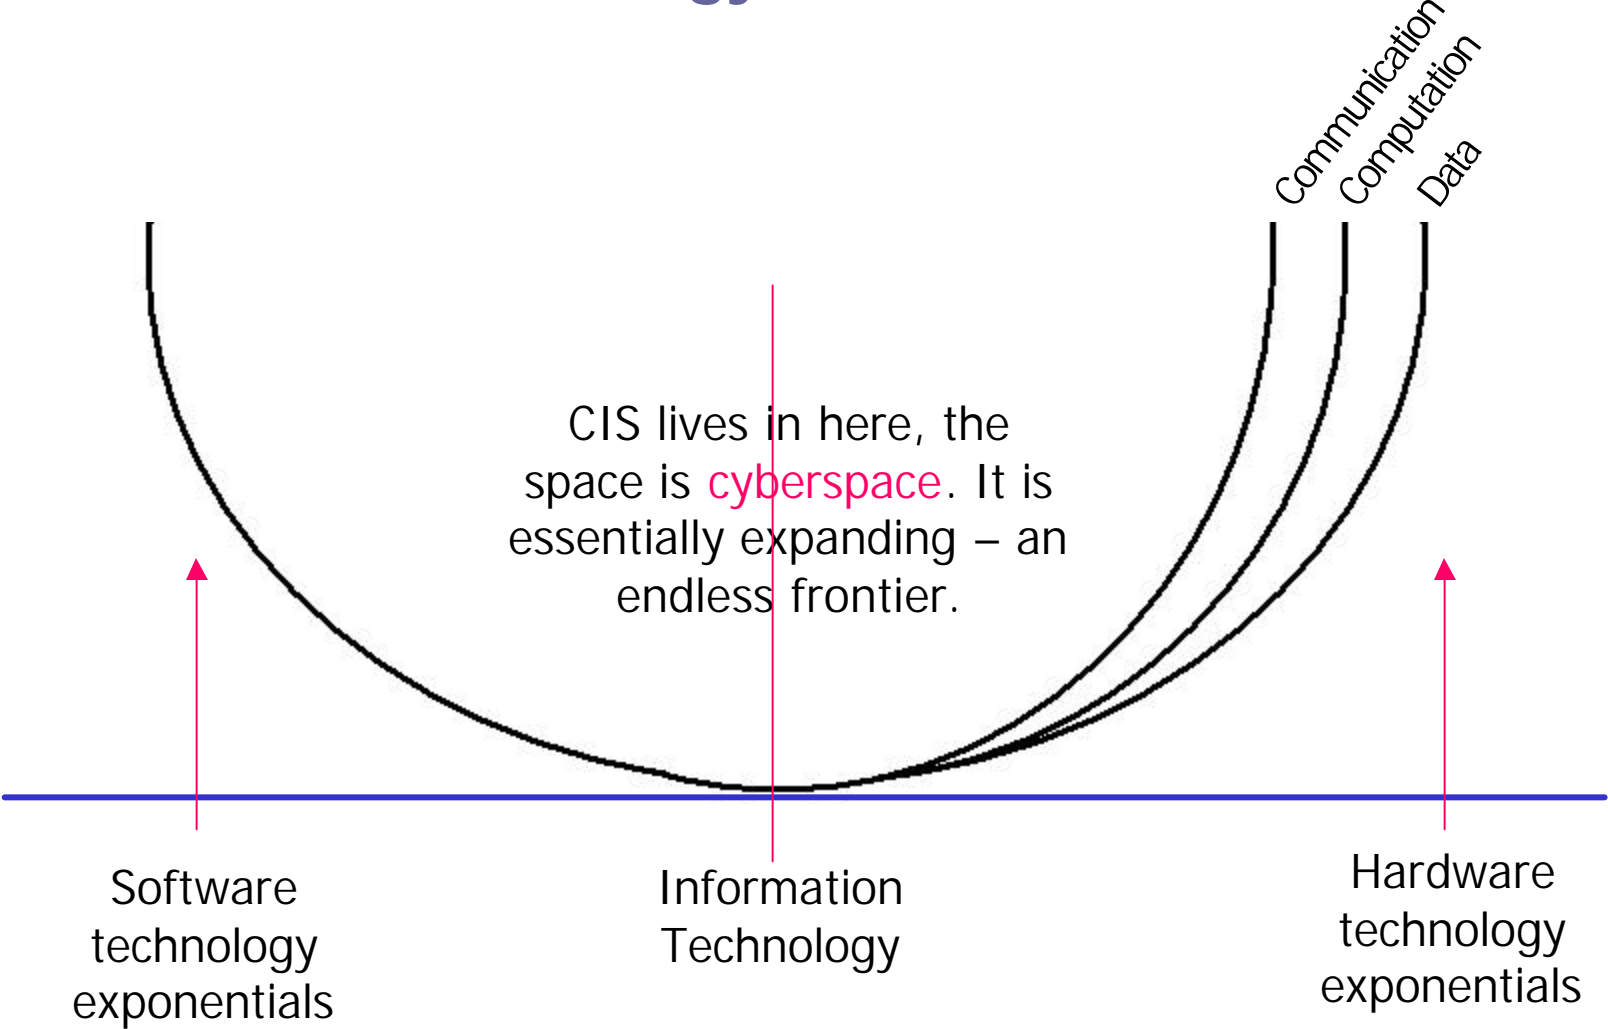 Communication
Computation
Data
CIS lives in here, the
space is cyberspace. It is
essentially expanding – an
endless frontier.
Software
technology
exponentials
Information
Technology
Hardware
technology
exponentials